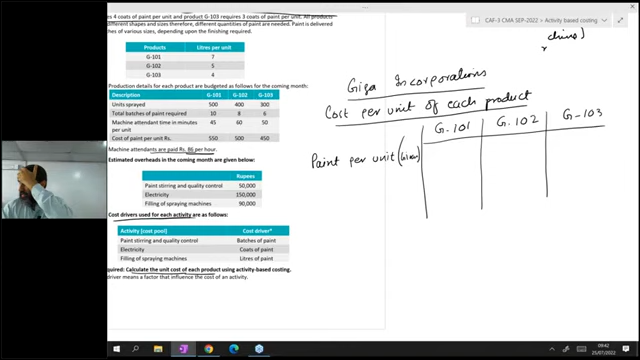 es 4 coats of paint per unit and product G-103 requires 3 coats of paint per unit. All products
different shapes and sizes therefore, different quantities of paint are needed. Paint is delivered
ches of various sizes, depending upon the finishing required.
Products Litres per unit
G-101 7
G-102 5
G-103 4
Production details for each product are budgeted as follows for the coming month:
Description G-101 G-102 G-103
Units sprayed 500 400 300
Total batches of paint required 10 8 6
Machine attendant time in minutes per unit 45 60 50
Cost of paint per unit Rs. 550 500 450
Machine attendants are paid Rs. 86 per hour.
Estimated overheads in the coming month are given below:
Rupees
Paint stirring and quality control 50,000
Electricity 150,000
Filling of spraying machines 90,000
Cost drivers used for each activity are as follows:
Activity [cost pool] Cost driver*
Paint stirring and quality control Batches of paint
Electricity Coats of paint
Filling of spraying machines Litres of paint
quired: Calculate the unit cost of each product using activity-based costing.
driver means a factor that influence the cost of an activity.
CAF-3 CMA SEP-2022 > Activity based costing
Giga Incorporations
Cost per unit of each product
G.101 G.102 G-103
Paint per unit (Given)
09:42
25/07/2022